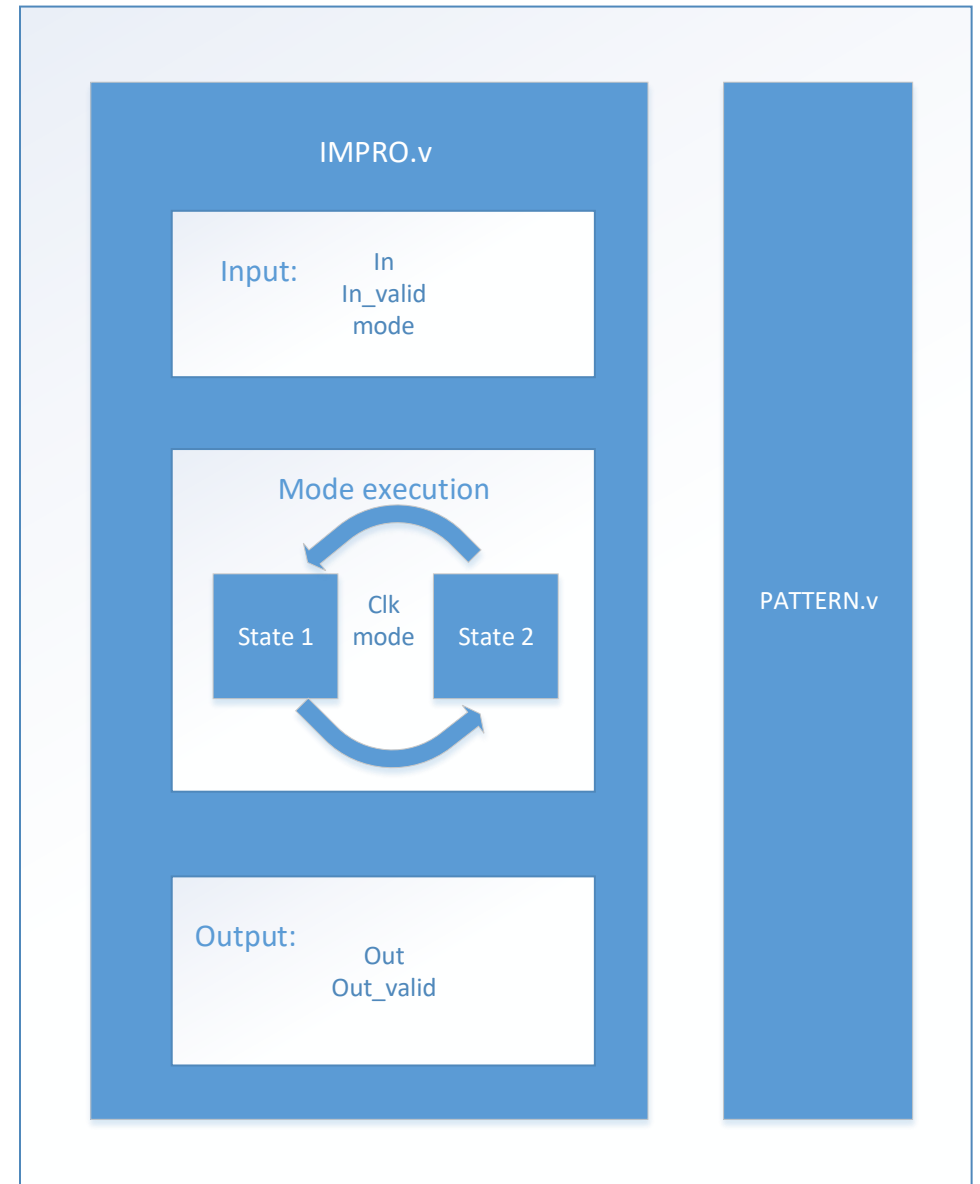 IMPRO.v
Input:
In
In_valid
mode
Mode execution
State 1
Clk
mode
State 2
Output:
Out
Out_valid
PATTERN.v